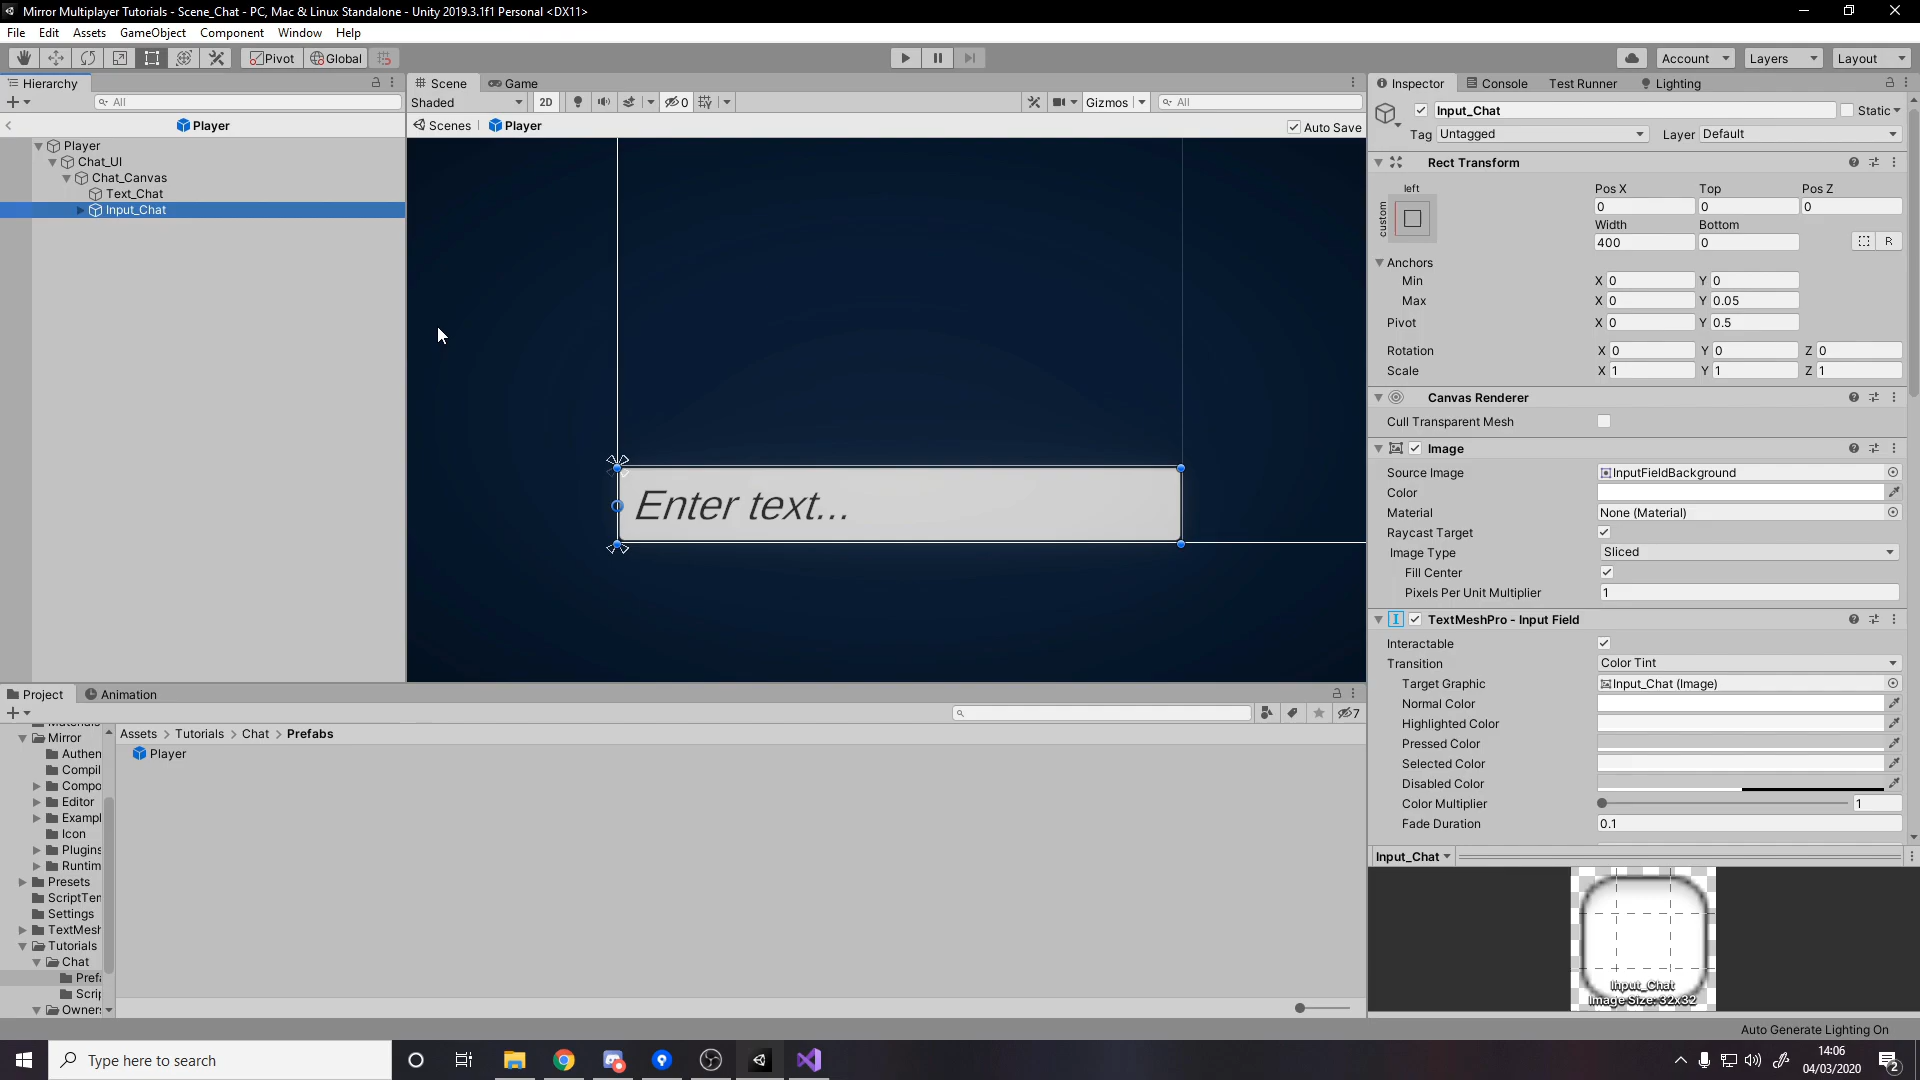 Mirror Multiplayer Tutorials - Scene_Chat - PC, Mac & Linux Standalone - Unity 2019.3.1f1 Personal <DX11>
File Edit Assets GameObject Component Window Help
Pivot Global Account Layers Layout
Hierarchy
All
Player
Player
Chat_UI
Chat_Canvas
Text_Chat
Input_Chat
Scene Game
Shaded 2D 0 Gizmos All
Scenes Player Auto Save
Enter text...
Inspector Console Test Runner Lighting
Input_Chat Static
Tag Untagged Layer Default
Rect Transform
left
custom
Pos X Top Pos Z
0 0 0
Width Bottom
400 0 R
Anchors
Min X 0 Y 0
Max X 0 Y 0.05
Pivot X 0 Y 0.5
Rotation X 0 Y 0 Z 0
Scale X 1 Y 1 Z 1
Canvas Renderer
Cull Transparent Mesh
Image
Source Image InputFieldBackground
Color
Material None (Material)
Raycast Target
Image Type Sliced
Fill Center
Pixels Per Unit Multiplier 1
TextMeshPro - Input Field
Interactable
Transition Color Tint
Target Graphic Input_Chat (Image)
Normal Color
Highlighted Color
Pressed Color
Selected Color
Disabled Color
Color Multiplier 1
Fade Duration 0.1
Input_Chat
Input_Chat
Image Size: 32x32
Project Animation
7
Mirror
Authen
Compil
Compo
Editor
Exampl
Icon
Plugins
Runtim
Presets
ScriptTem
Settings
TextMesh
Tutorials
Chat
Prefa
Scrip
Owners
Assets > Tutorials > Chat > Prefabs
Player
Auto Generate Lighting On
Type here to search
14:06
04/03/2020
2